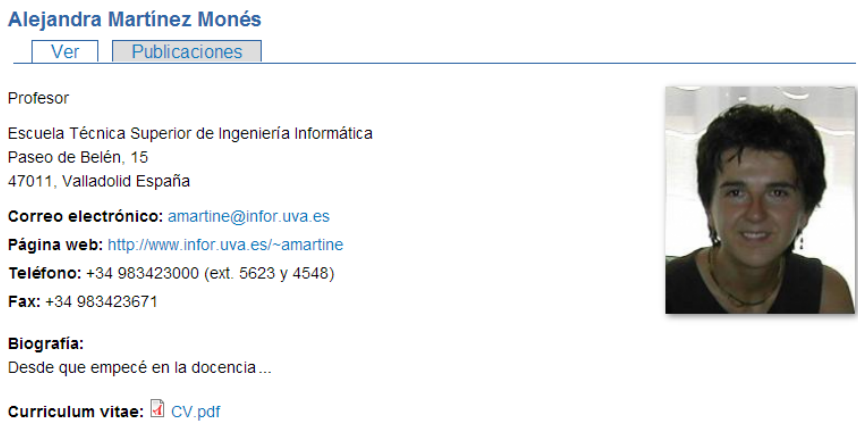 Alejandra Martínez Monés
Ver Publicaciones
Profesor
Escuela Técnica Superior de Ingeniería Informática
Paseo de Belén, 15
47011, Valladolid España
Correo electrónico: amartine@infor.uva.es
Página web: http://www.infor.uva.es/~amartine
Teléfono: +34 983423000 (ext. 5623 y 4548)
Fax: +34 983423671
Biografía:
Desde que empecé en la docencia...
Curriculum vitae: CV.pdf